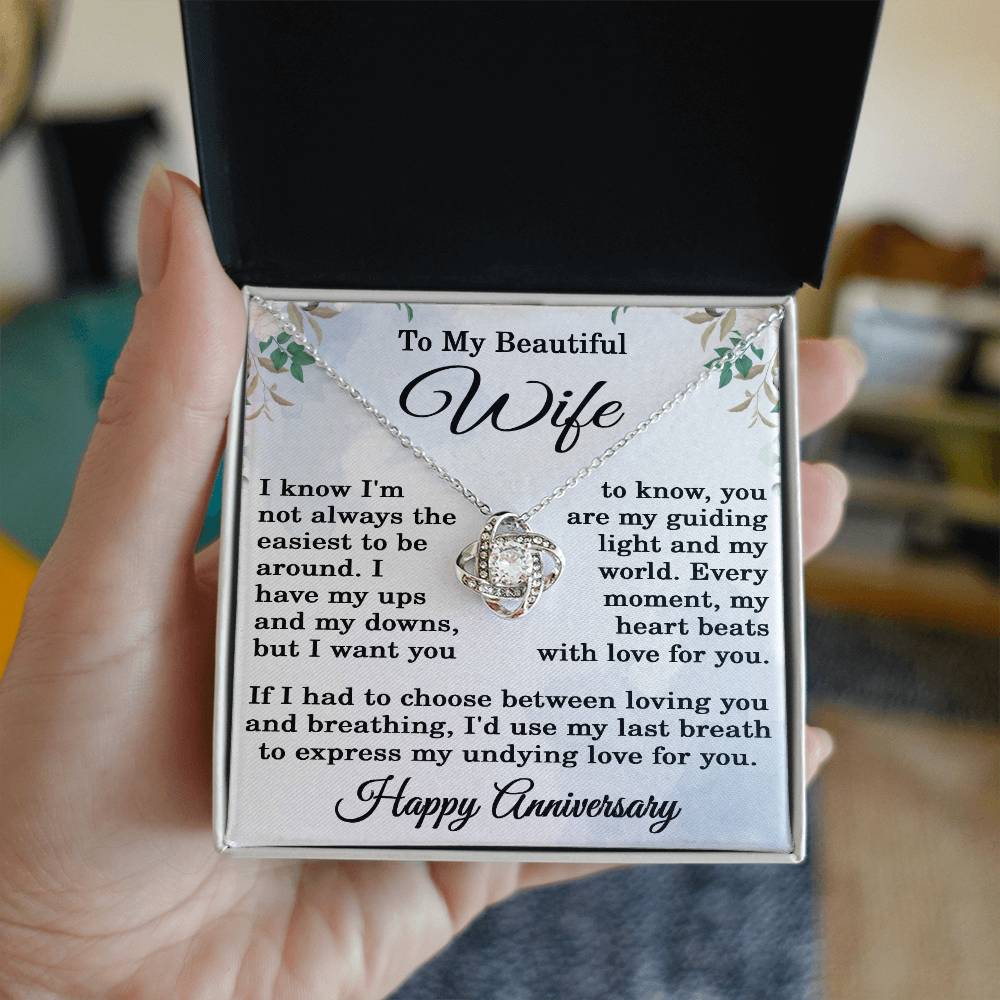 To My Beautiful
Wife
I know I'm
not always the
easiest to be
around. I
have my ups
and my downs,
but I want you
to know, you
are my guiding
light and my
world. Every
moment, my
heart beats
with love for you.
If I had to choose between loving you
and breathing, I'd use my last breath
to express my undying love for you.
Happy Anniversary